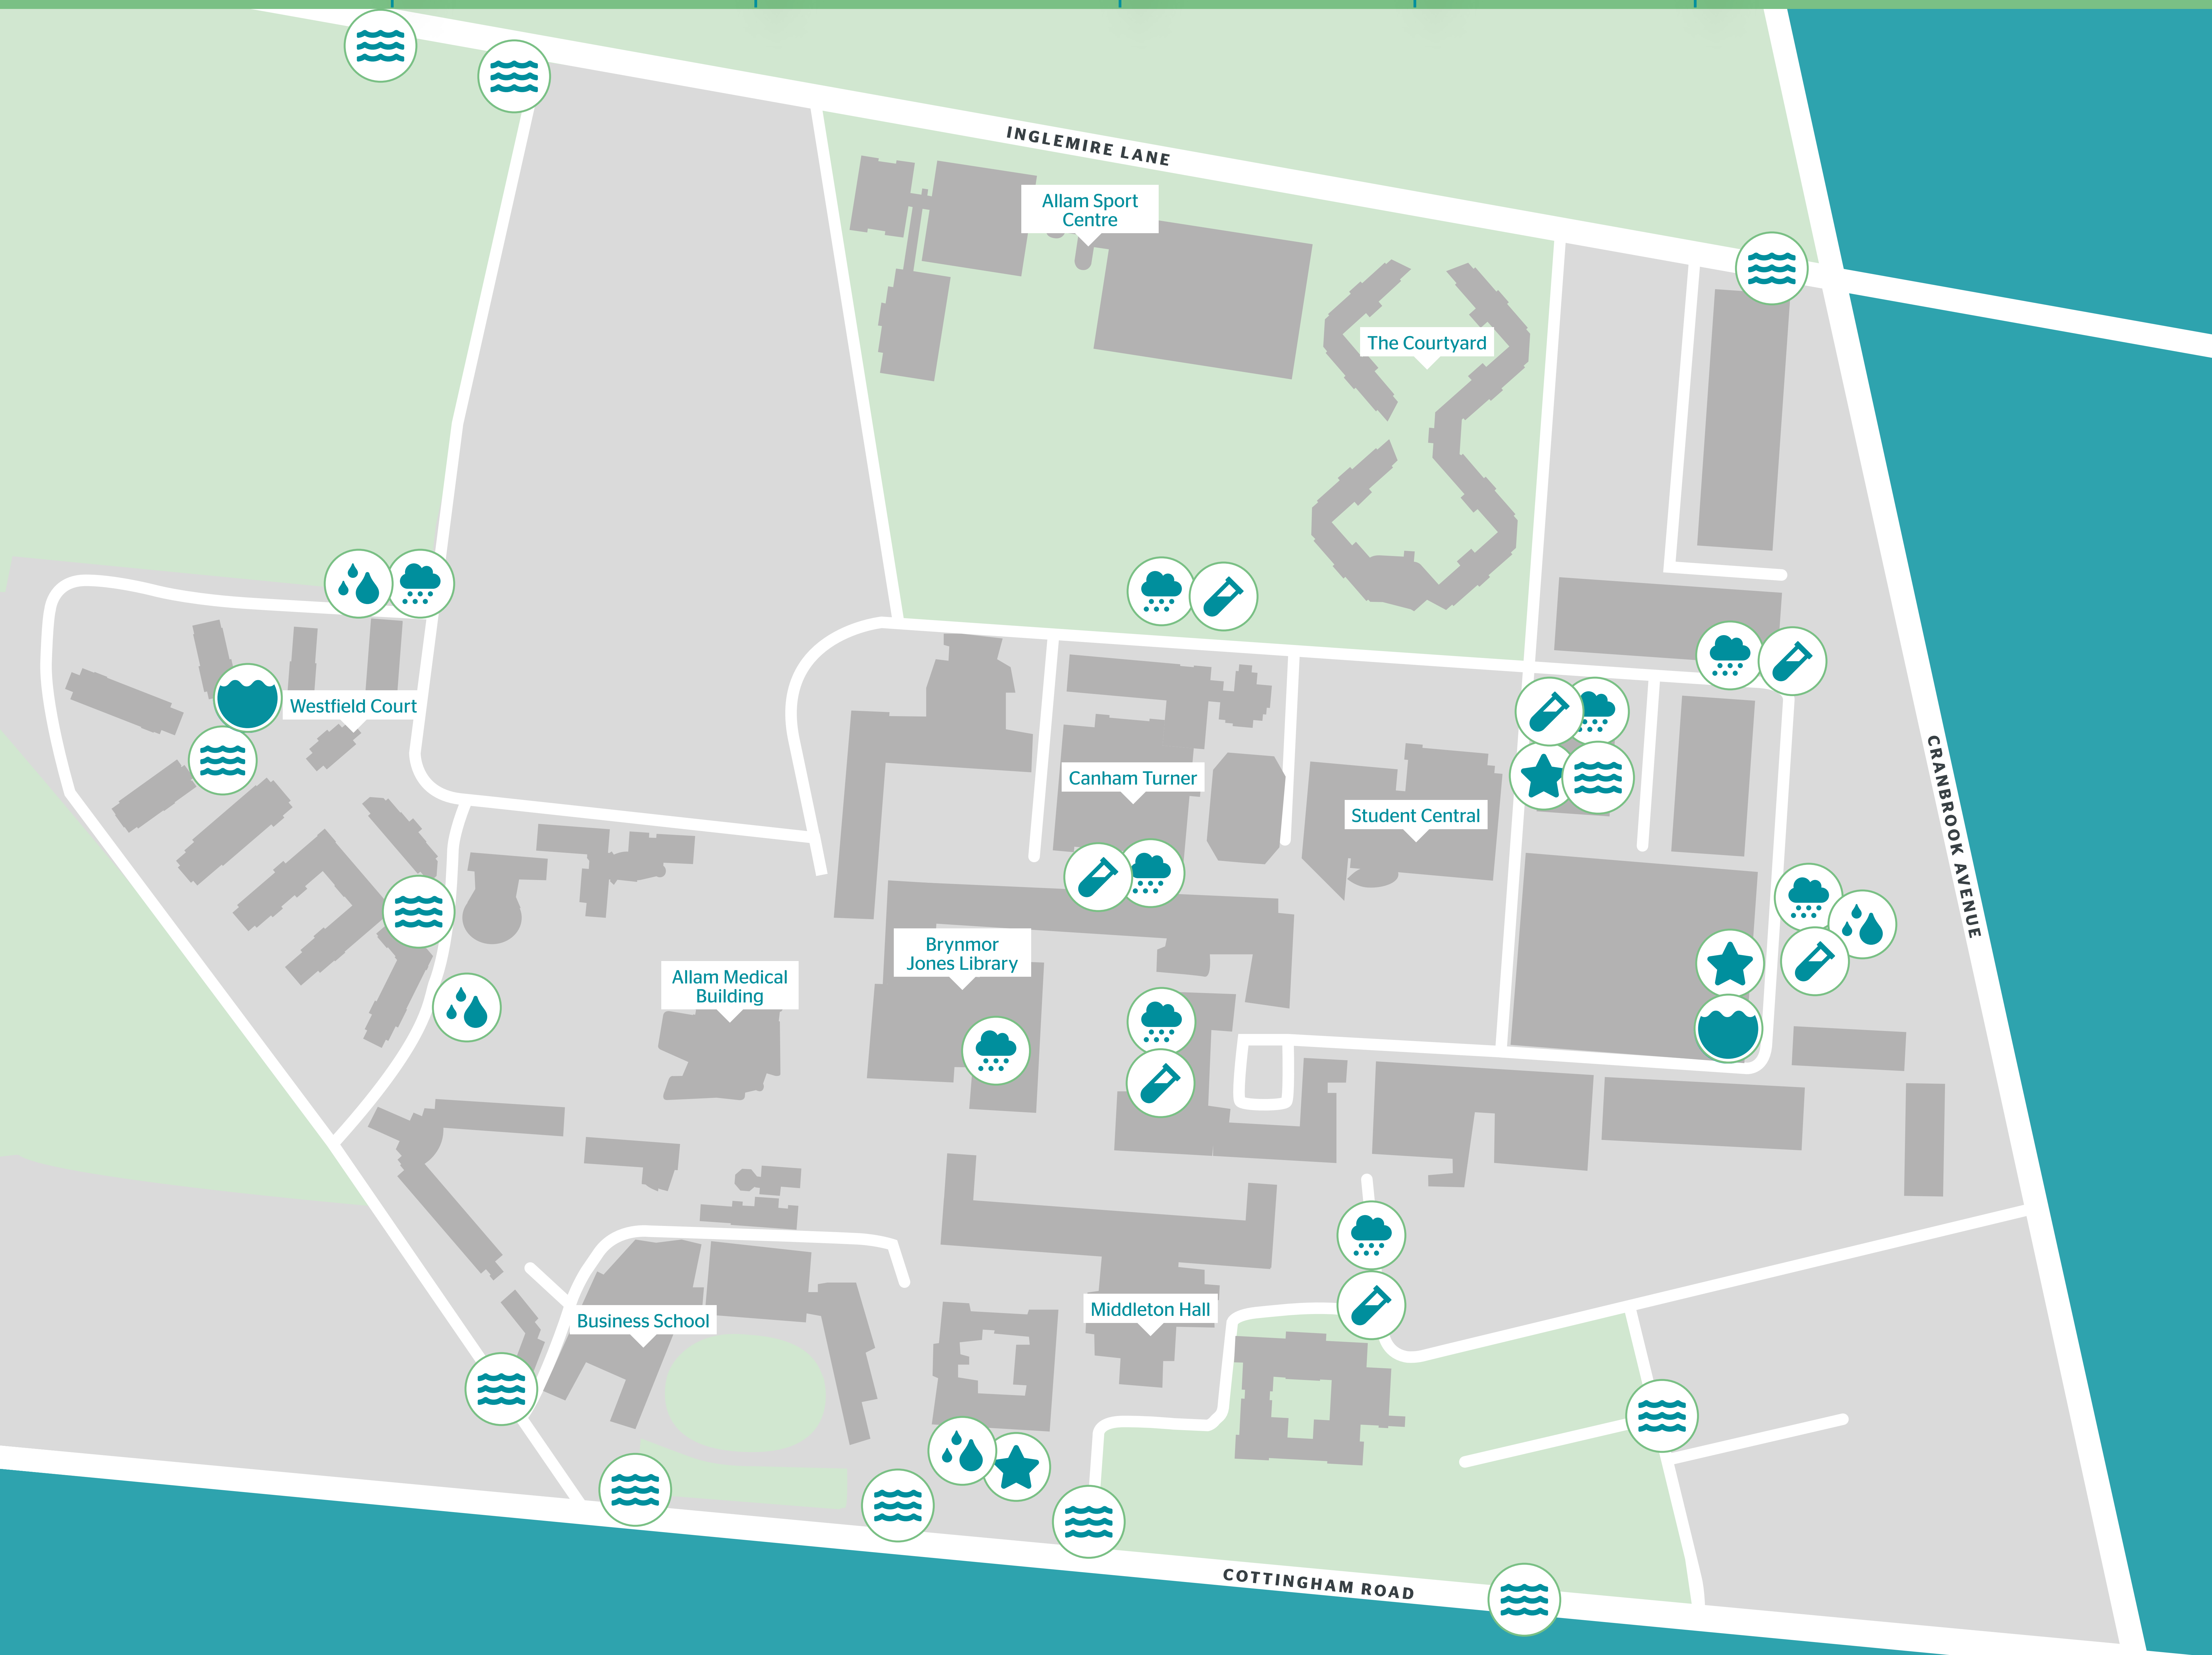 INGLEMIRE LANE
Allam Sport
Centre
The Courtyard
Westfield Court
Canham Turner
Student Central
CRANBROOK AVENUE
Brynmor
Jones Library
Allam Medical
Building
Middleton Hall
Business School
COTTINGHAM ROAD